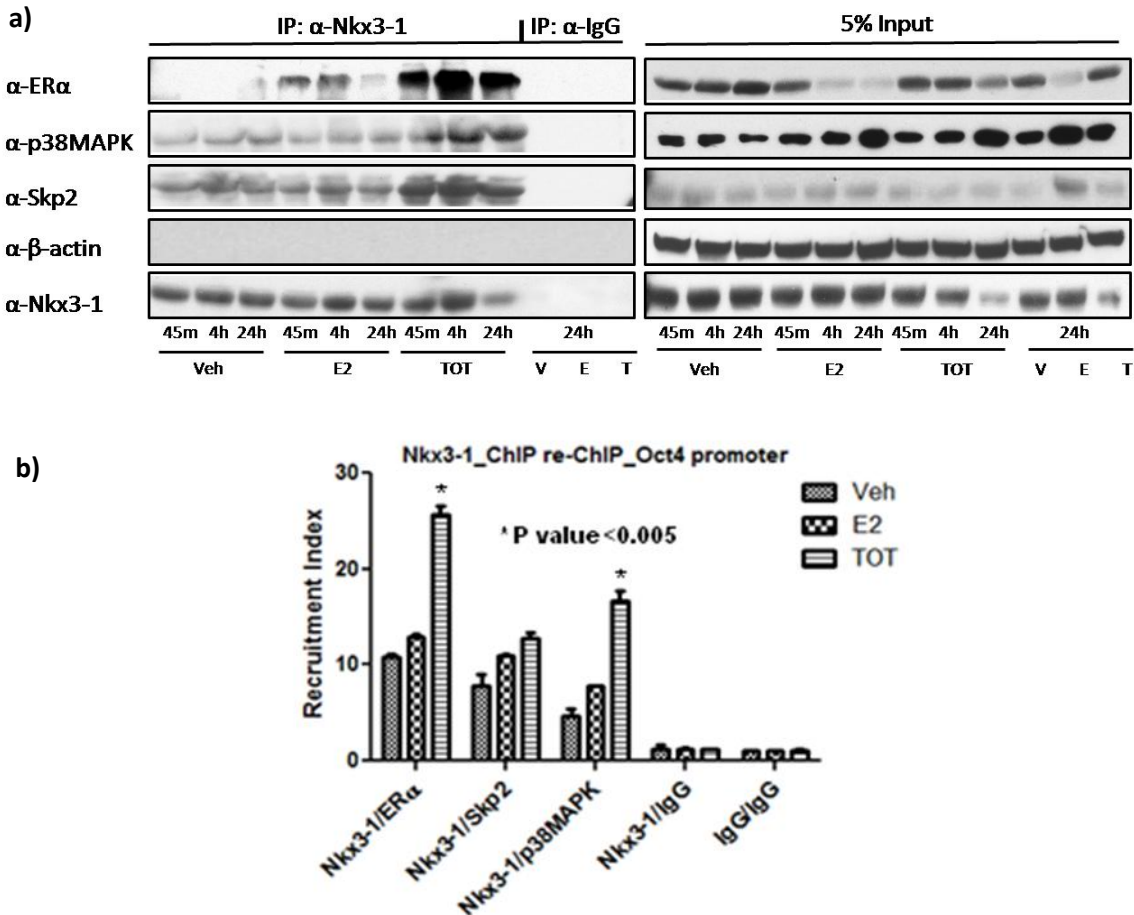 a)
IP: α-Nkx3-1 IP: α-IgG 5% Input
α-ERα
α-p38MAPK
α-Skp2
α-β-actin
α-Nkx3-1
45m 4h 24h 45m 4h 24h 45m 4h 24h 24h 45m 4h 24h 45m 4h 24h 45m 4h 24h 24h
Veh E2 TOT V E T Veh E2 TOT V E T
b)
Nkx3-1_ChIP re-ChIP_Oct4 promoter
Recruitment Index
30
20
10
0
* *
*P value<0.005
Veh
E2
TOT
Nkx3-1/ERα
Nkx3-1/Skp2
Nkx3-1/p38MAPK
Nkx3-1/IgG
IgG/IgG